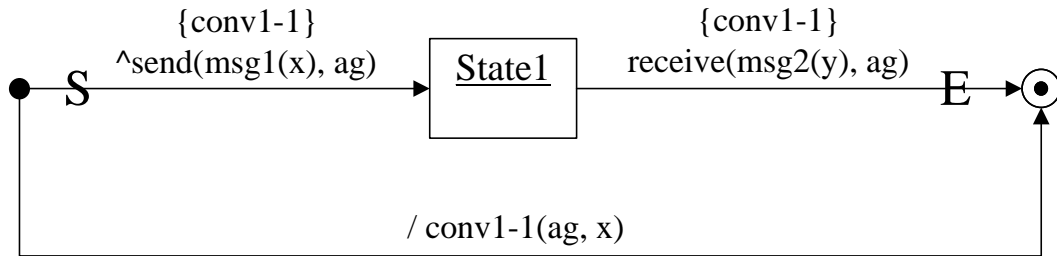 {conv1-1}
^send(msg1(x), ag)
S
State1
{conv1-1}
receive(msg2(y), ag)
E
/ conv1-1(ag, x)